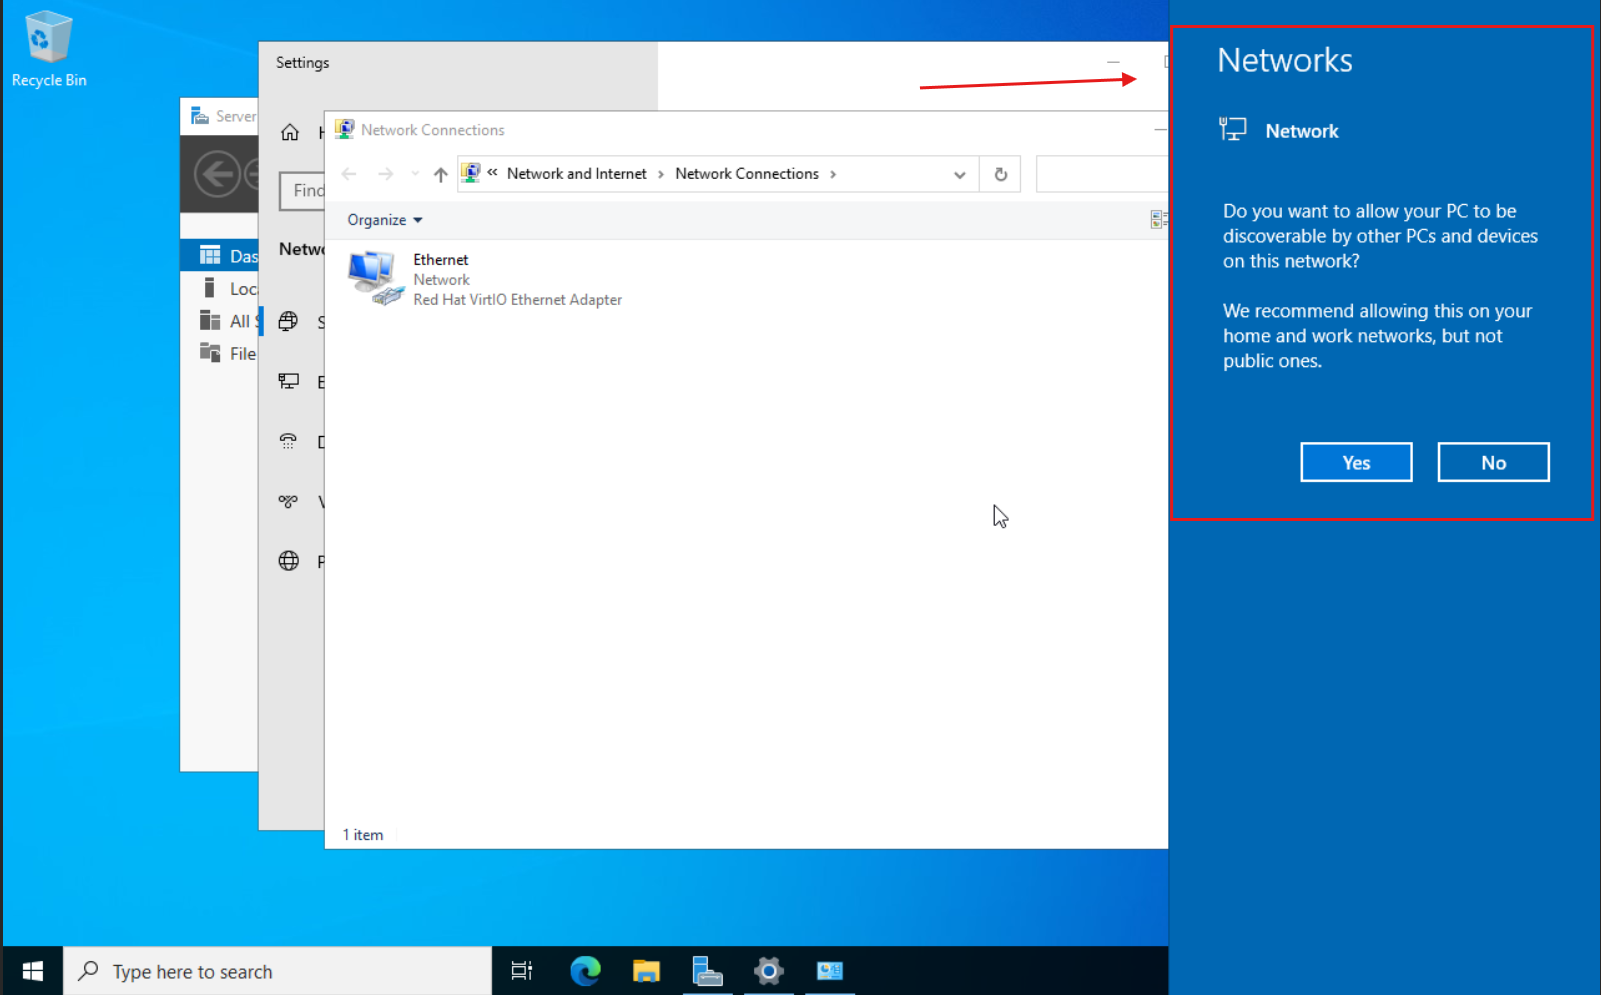 Recycle Bin
Settings
Server
Network Connections
« Network and Internet > Network Connections >
Find
Organize
Ethernet
Network
Red Hat VirtIO Ethernet Adapter
All
File
1 item
Networks
Network
Do you want to allow your PC to be
discoverable by other PCs and devices
on this network?
We recommend allowing this on your
home and work networks, but not
public ones.
Yes
No
Type here to search